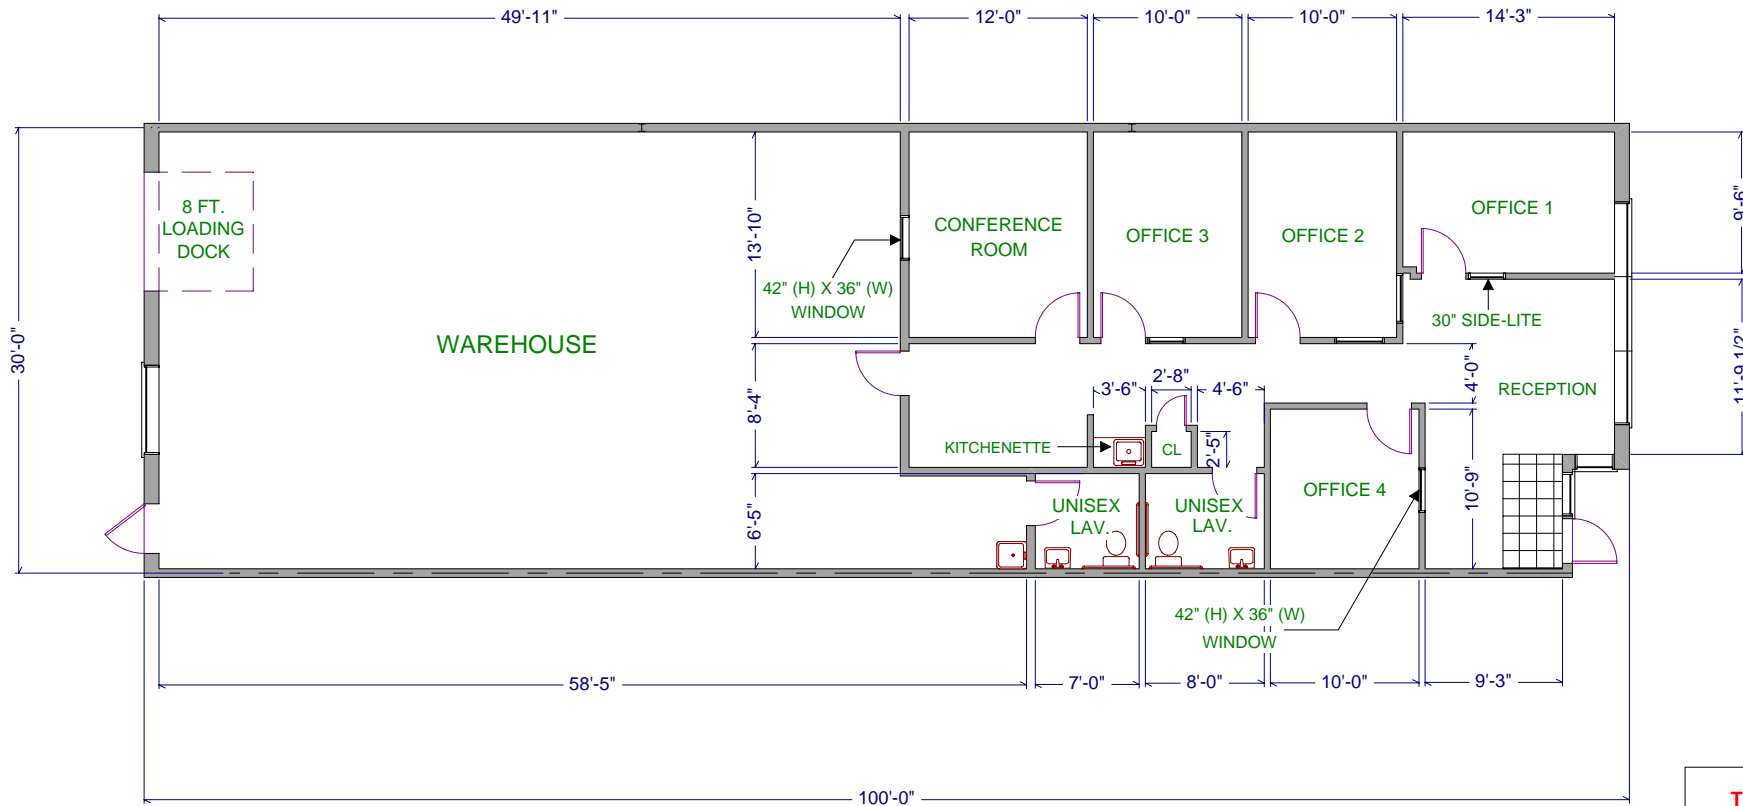 49'-11"
12'-0"
10'-0"
10'-0"
14'-3"
30'-0"
8 FT.
LOADING
DOCK
WAREHOUSE
13'-10"
42" (H) X 36" (W)
WINDOW
CONFERENCE
ROOM
OFFICE 3
OFFICE 2
OFFICE 1
9'-6"
30" SIDE-LITE
11'-9 1/2"
RECEPTION
4'-0"
8'-4"
3'-6"
2'-8"
4'-6"
KITCHENETTE
CL
2'-5"
6'-5"
UNISEX
LAV.
UNISEX
LAV.
OFFICE 4
10'-9"
42" (H) X 36" (W)
WINDOW
58'-5"
7'-0"
8'-0"
10'-0"
9'-3"
100'-0"
T